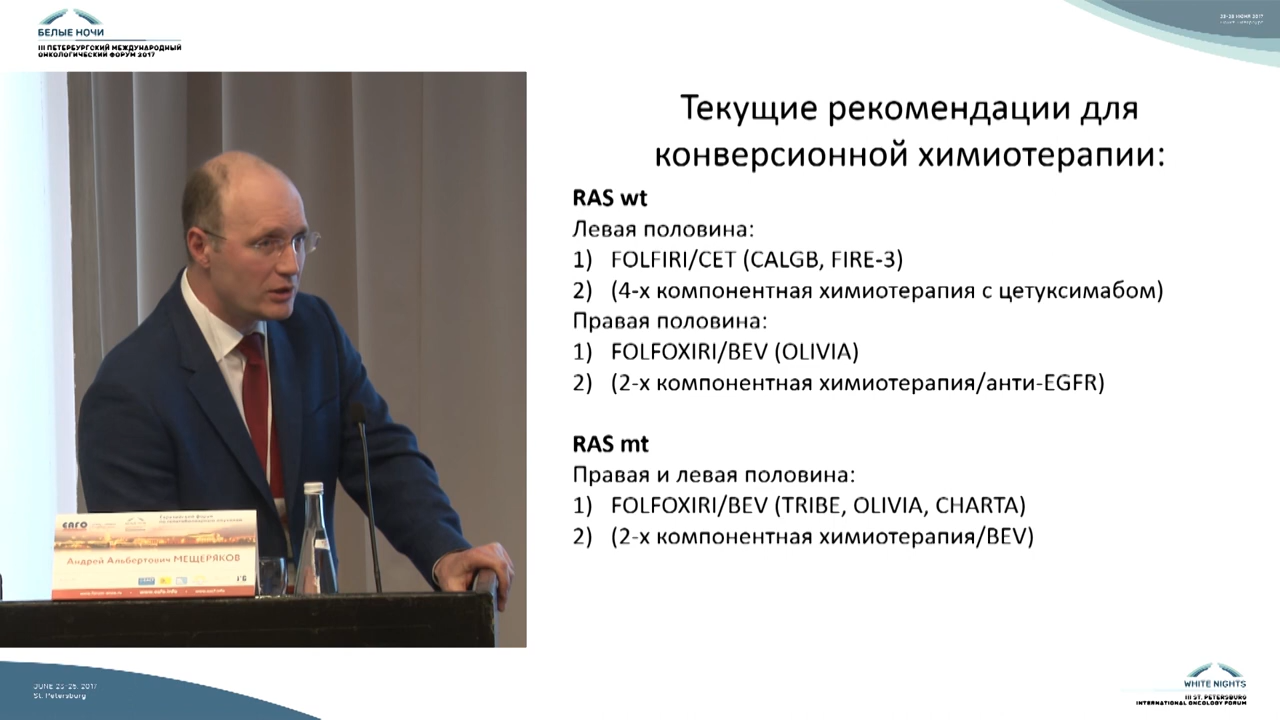 БЕЛЫЕ НОЧИ
III ПЕТЕРБУРГСКИЙ МЕЖДУНАРОДНЫЙ
ОНКОЛОГИЧЕСКИЙ ФОРУМ 2017
Текущие рекомендации для
конверсионной химиотерапии:
RAS wt
Левая половина:
1) FOLFIRI/CET (CALGB, FIRE-3)
2) (4-х компонентная химиотерапия с цетуксимабом)
Правая половина:
1) FOLFOXIRI/BEV (OLIVIA)
2) (2-х компонентная химиотерапия/анти-EGFR)
RAS mt
Правая и левая половина:
1) FOLFOXIRI/BEV (TRIBE, OLIVIA, CHARTA)
2) (2-х компонентная химиотерапия/BEV)
Андрей Альбертович МЕЩЕРЯКОВ
St. Petersburg
WHITE NIGHTS
III ST. PETERSBURG
INTERNATIONAL ONCOLOGY FORUM